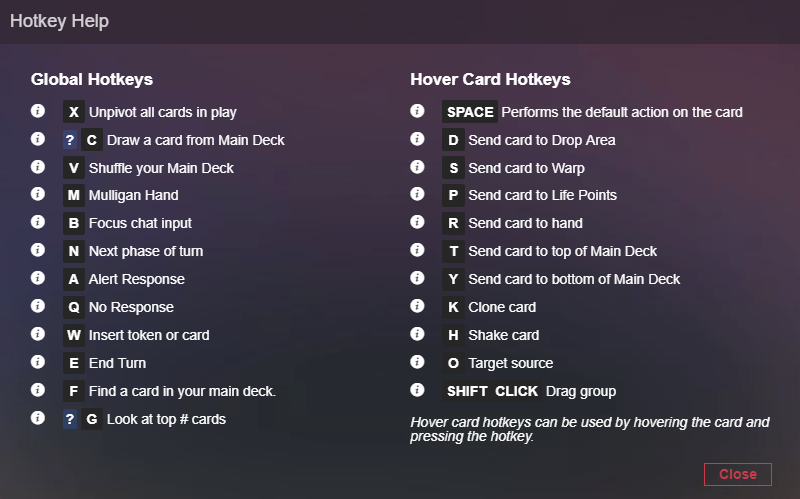 Hotkey Help
Global Hotkeys
X Unpivot all cards in play
? C Draw a card from Main Deck
V Shuffle your Main Deck
M Mulligan Hand
B Focus chat input
N Next phase of turn
A Alert Response
Q No Response
W Insert token or card
E End Turn
F Find a card in your main deck.
? G Look at top # cards
Hover Card Hotkeys
SPACE Performs the default action on the card
D Send card to Drop Area
S Send card to Warp
P Send card to Life Points
R Send card to hand
T Send card to top of Main Deck
Y Send card to bottom of Main Deck
K Clone card
H Shake card
O Target source
SHIFT CLICK Drag group
Hover card hotkeys can be used by hovering the card and
pressing the hotkey.
Close